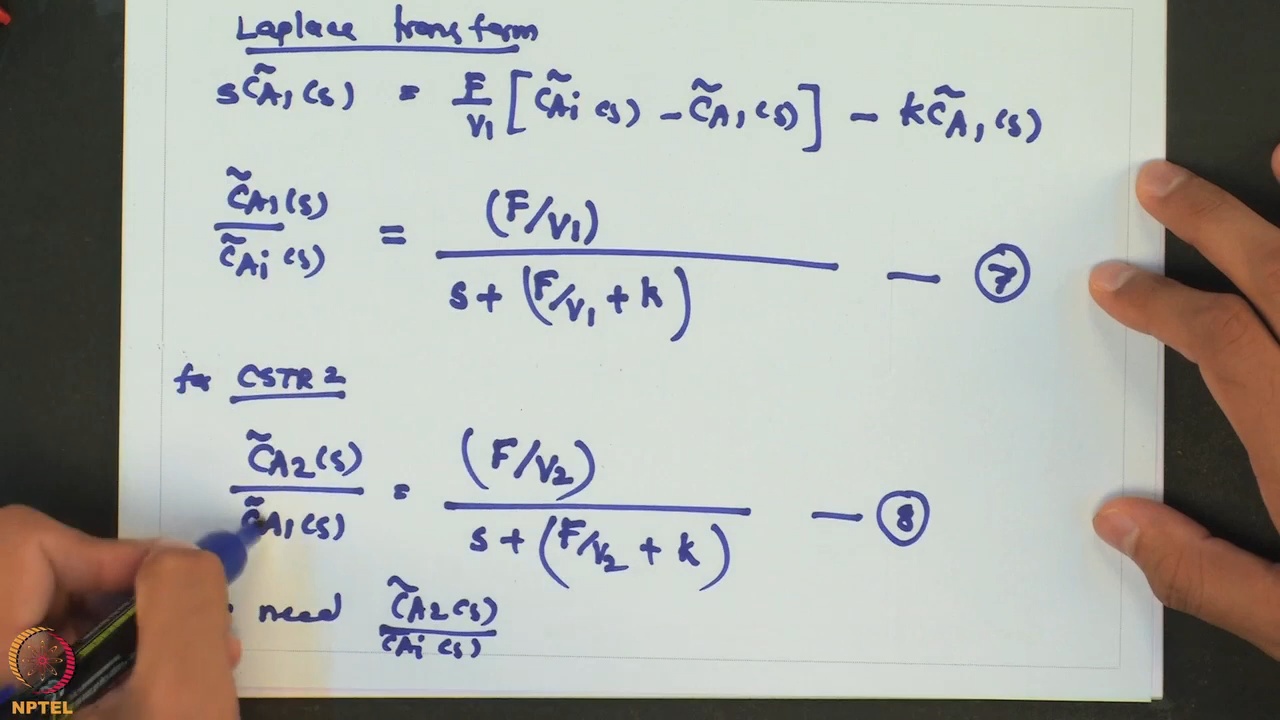 Laplace transform
sC̃A1(s) = F/V1 [C̃Ai(s) - C̃A1(s)] - kC̃A1(s)
C̃A1(s)/C̃Ai(s) = (F/V1) / s + (F/V1 + k) — 7
for CSTR 2
C̃A2(s)/C̃A1(s) = (F/V2) / s + (F/V2 + k) — 8
need C̃A2(s)/C̃Ai(s)
NPTEL